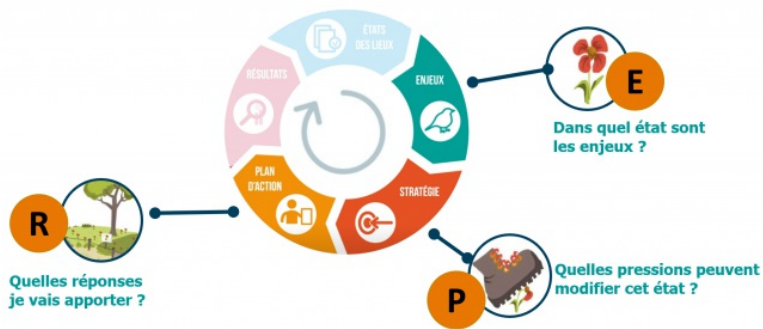 ÉTATS
DES LIEUX
RÉSULTATS
ENJEUX
PLAN
D'ACTION
STRATÉGIE
E
Dans quel état sont
les enjeux ?
R
Quelles réponses
je vais apporter ?
P
Quelles pressions peuvent
modifier cet état ?